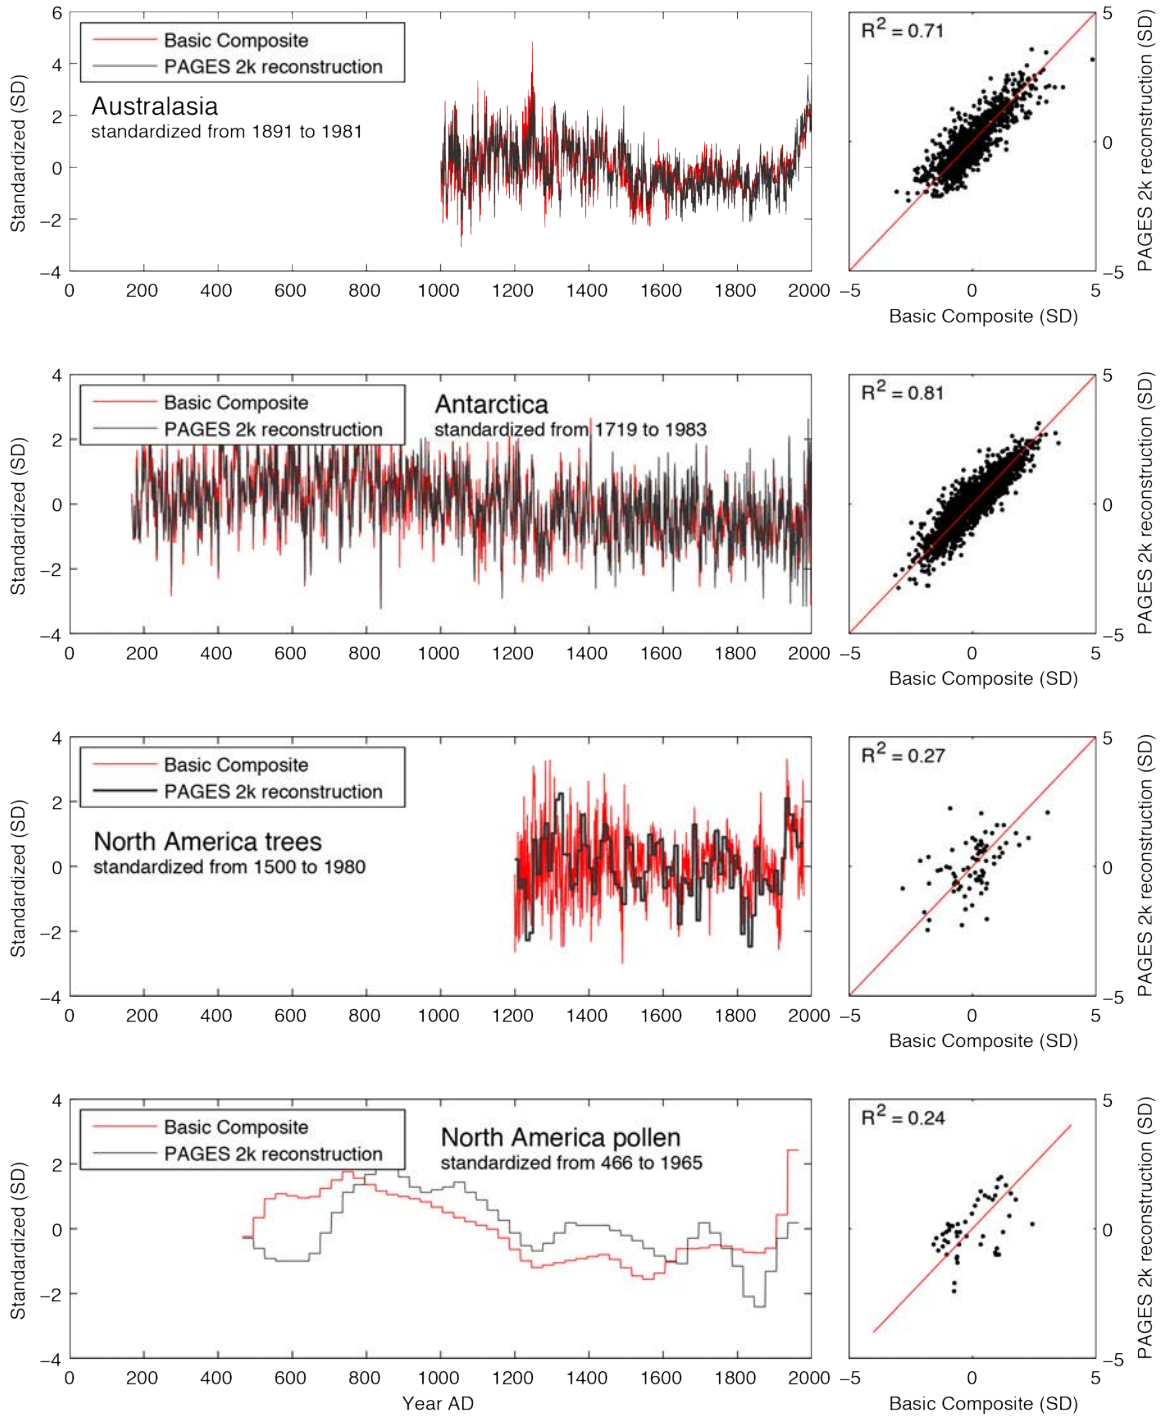 6
4
2
0
−2
−4
Standardized (SD)
Basic Composite
PAGES 2k reconstruction
Australasia
standardized from 1891 to 1981
0 200 400 600 800 1000 1200 1400 1600 1800 2000
R² = 0.71
5
0
−5
PAGES 2k reconstruction (SD)
−5 0 5
Basic Composite (SD)
4
2
0
−2
−4
Standardized (SD)
Basic Composite
PAGES 2k reconstruction
Antarctica
standardized from 1719 to 1983
0 200 400 600 800 1000 1200 1400 1600 1800 2000
R² = 0.81
5
0
−5
PAGES 2k reconstruction (SD)
−5 0 5
Basic Composite (SD)
4
2
0
−2
−4
Standardized (SD)
Basic Composite
PAGES 2k reconstruction
North America trees
standardized from 1500 to 1980
0 200 400 600 800 1000 1200 1400 1600 1800 2000
R² = 0.27
5
0
−5
PAGES 2k reconstruction (SD)
−5 0 5
Basic Composite (SD)
4
2
0
−2
−4
Standardized (SD)
Basic Composite
PAGES 2k reconstruction
North America pollen
standardized from 466 to 1965
0 200 400 600 800 1000 1200 1400 1600 1800 2000
Year AD
R² = 0.24
5
0
−5
PAGES 2k reconstruction (SD)
−5 0 5
Basic Composite (SD)